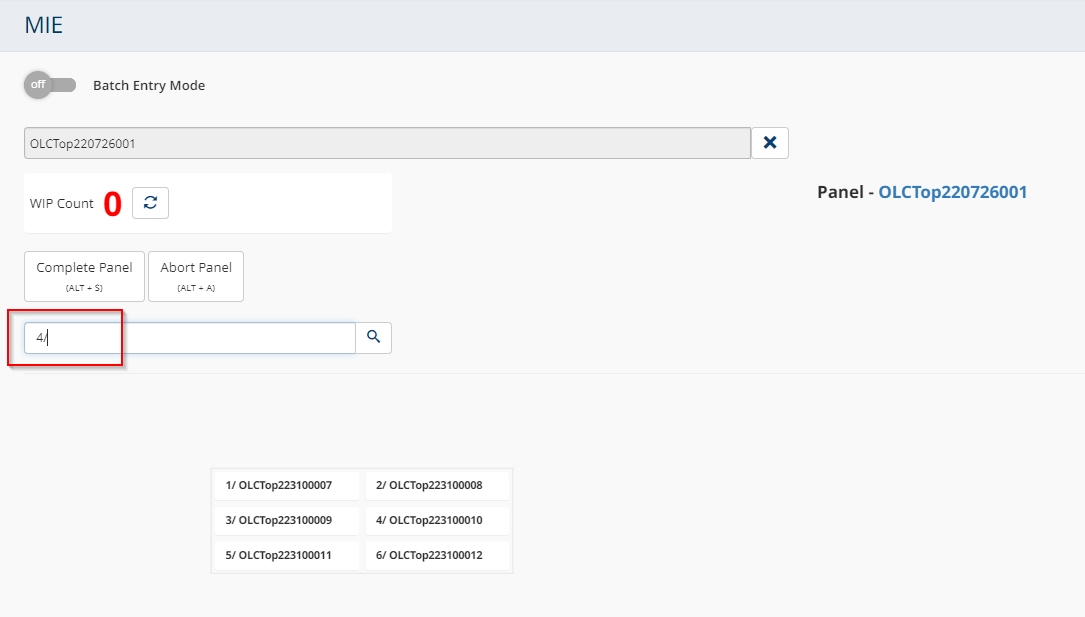 MIE
off Batch Entry Mode
OLCTop220726001
WIP Count 0
Panel - OLCTop220726001
Complete Panel
(ALT + S)
Abort Panel
(ALT + A)
4/
1/ OLCTop223100007 2/ OLCTop223100008
3/ OLCTop223100009 4/ OLCTop223100010
5/ OLCTop223100011 6/ OLCTop223100012